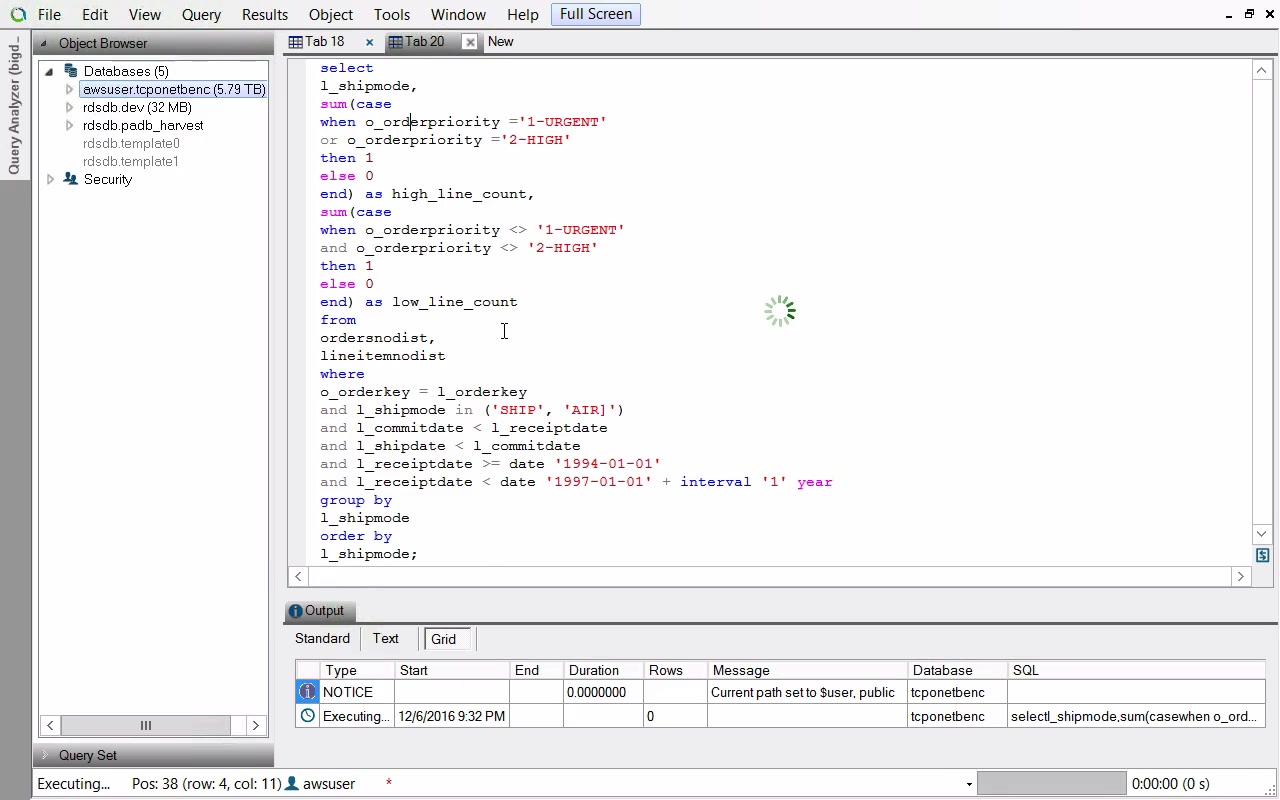 File Edit View Query Results Object Tools Window Help Full Screen
Query Analyzer (bigd...
Object Browser
Databases (5)
awsuser.tcponetbenc (5.79 TB)
rdsdb.dev (32 MB)
rdsdb.padb_harvest
rdsdb.template0
rdsdb.template1
Security
Query Set
Tab 18 × Tab 20 × New
select
l_shipmode,
sum(case
when o_orderpriority ='1-URGENT'
or o_orderpriority ='2-HIGH'
then 1
else 0
end) as high_line_count,
sum(case
when o_orderpriority <> '1-URGENT'
and o_orderpriority <> '2-HIGH'
then 1
else 0
end) as low_line_count
from
ordersnodist,
lineitemnodist
where
o_orderkey = l_orderkey
and l_shipmode in ('SHIP', 'AIR]')
and l_commitdate < l_receiptdate
and l_shipdate < l_commitdate
and l_receiptdate >= date '1994-01-01'
and l_receiptdate < date '1997-01-01' + interval '1' year
group by
l_shipmode
order by
l_shipmode;
Output
Standard Text Grid
Type Start End Duration Rows Message Database SQL
NOTICE 0.0000000 Current path set to $user, public tcponetbenc
Executing... 12/6/2016 9:32 PM 0 tcponetbenc selectl_shipmode,sum(casewhen o_ord...
Executing... Pos: 38 (row: 4, col: 11) awsuser * 0:00:00 (0 s)